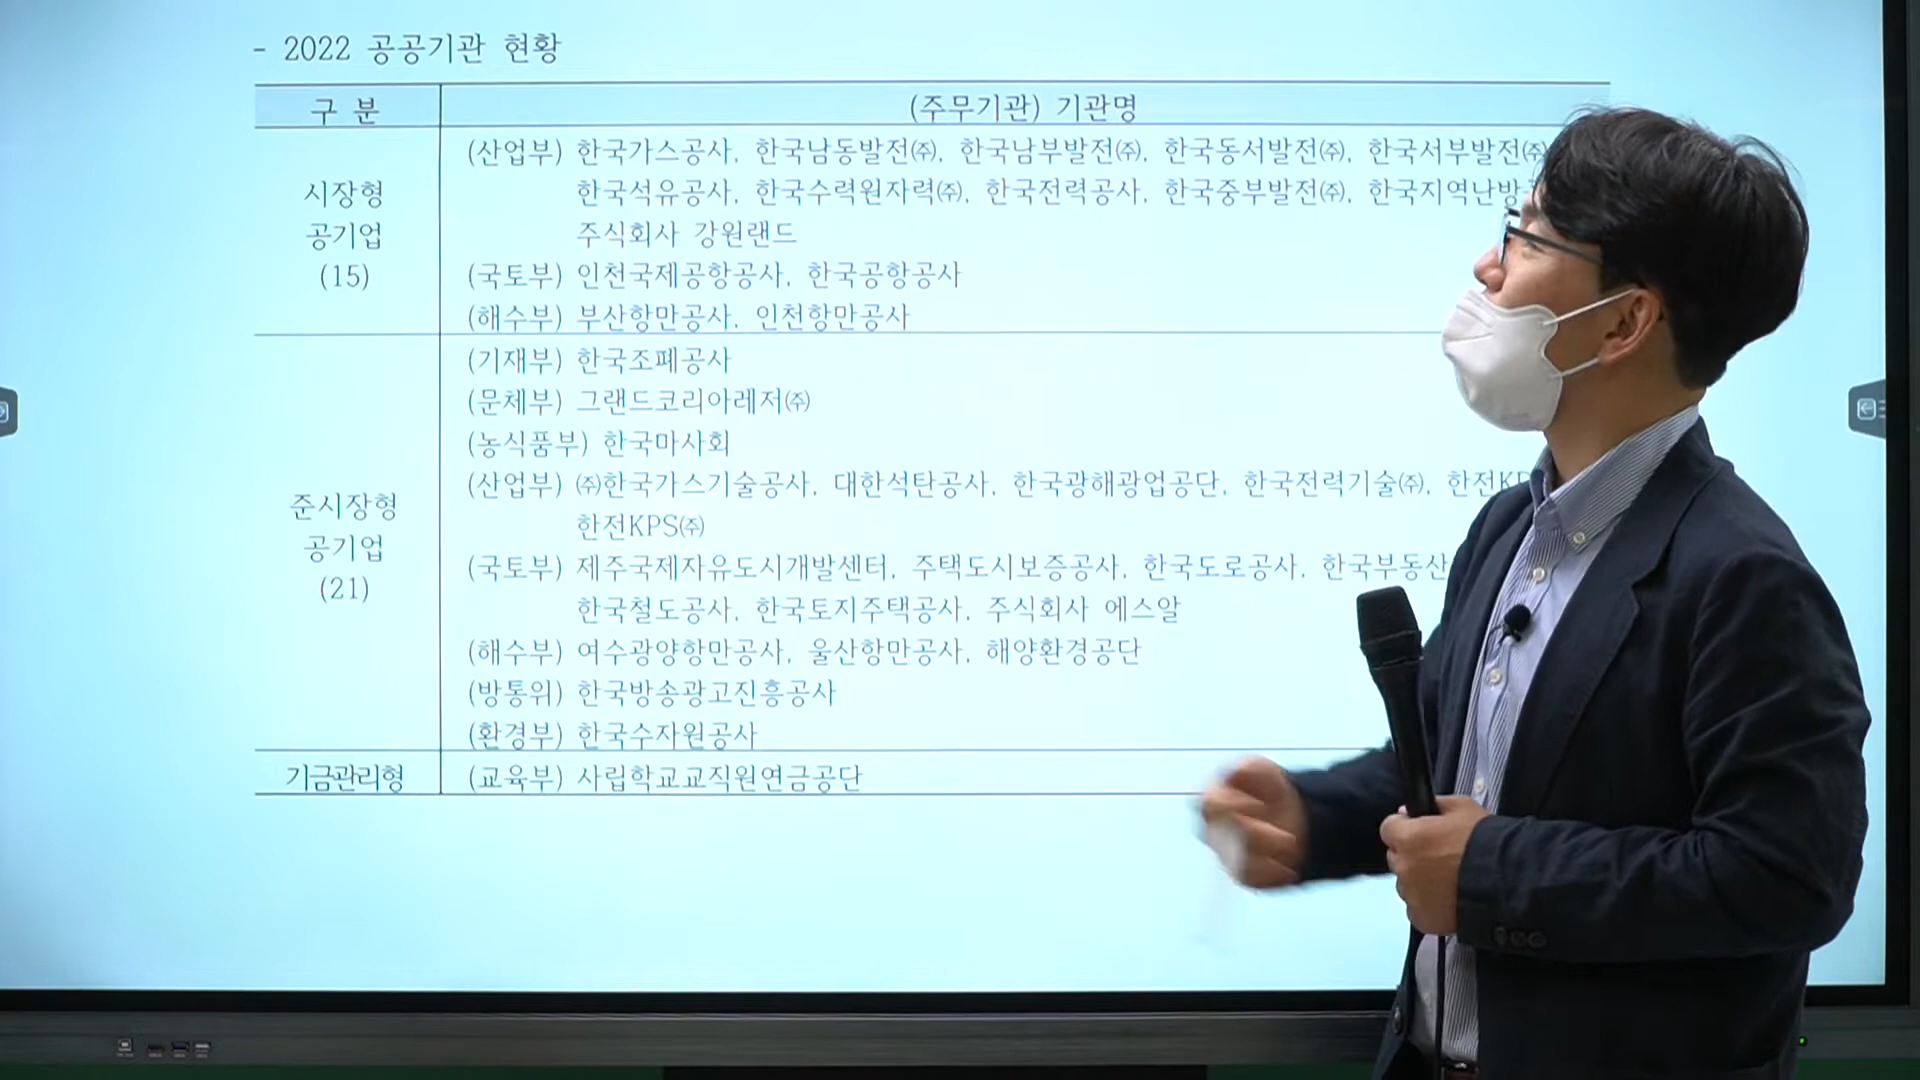 - 2022 공공기관 현황
구 분
(주무기관) 기관명
시장형
공기업
(15)
(산업부) 한국가스공사, 한국남동발전㈜, 한국남부발전㈜, 한국동서발전㈜, 한국서부발전㈜
한국석유공사, 한국수력원자력㈜, 한국전력공사, 한국중부발전㈜, 한국지역난방
주식회사 강원랜드
(국토부) 인천국제공항공사, 한국공항공사
(해수부) 부산항만공사, 인천항만공사
준시장형
공기업
(21)
(기재부) 한국조폐공사
(문체부) 그랜드코리아레저㈜
(농식품부) 한국마사회
(산업부) ㈜한국가스기술공사, 대한석탄공사, 한국광해광업공단, 한국전력기술㈜,
한전KPS㈜
(국토부) 제주국제자유도시개발센터, 주택도시보증공사, 한국도로공사, 한국부동산
한국철도공사, 한국토지주택공사, 주식회사 에스알
(해수부) 여수광양항만공사, 울산항만공사, 해양환경공단
(방통위) 한국방송광고진흥공사
(환경부) 한국수자원공사
기금관리형
(교육부) 사립학교교직원연금공단